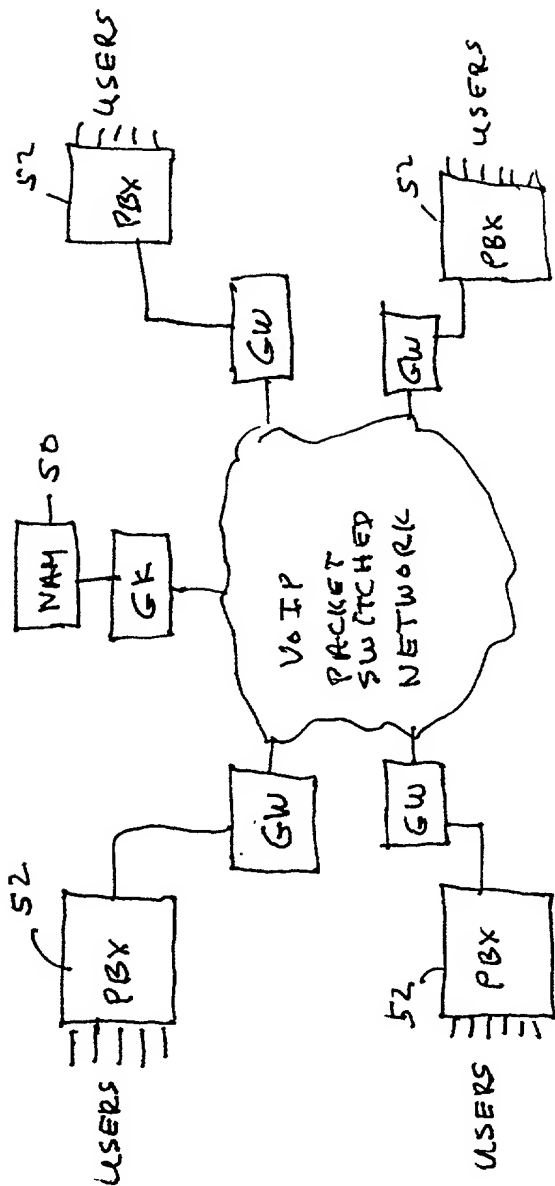 52
PBX
USERS
GW
NAM
50
GK
52
PBX
USERS
GW
VOIP
PACKET
SWITCHED
NETWORK
GW
52
PBX
USERS
GW
52
PBX
USERS